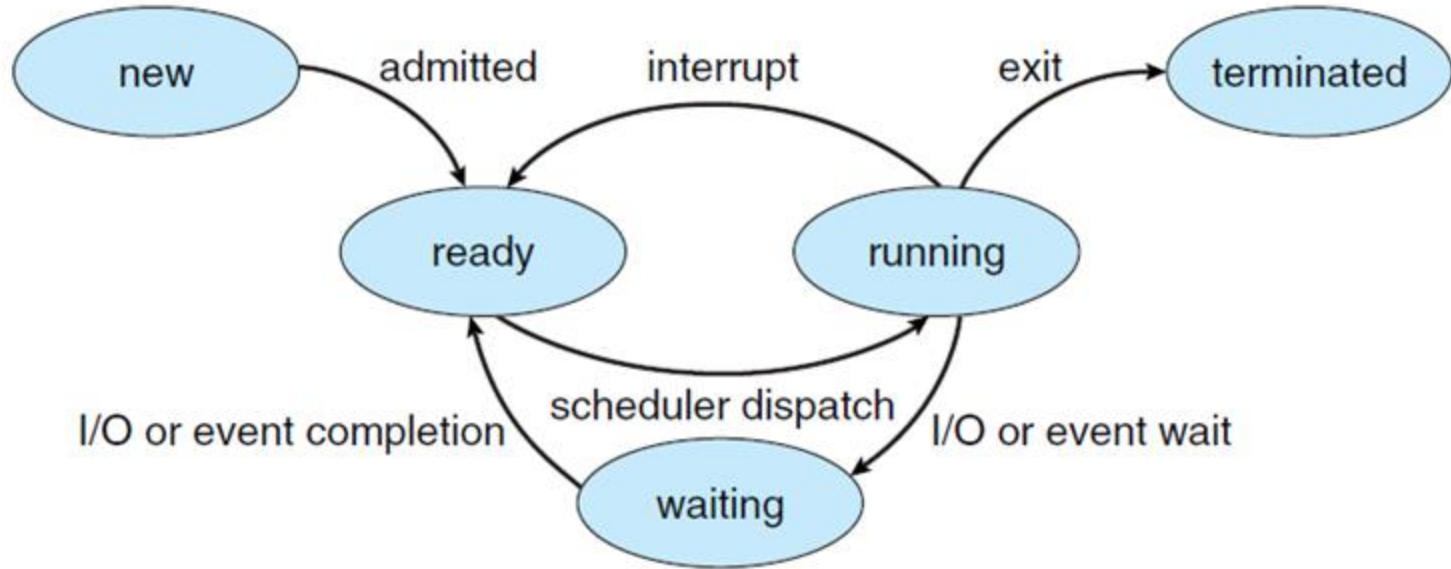 new
admitted
interrupt
exit
terminated
ready
running
scheduler dispatch
I/O or event completion
I/O or event wait
waiting